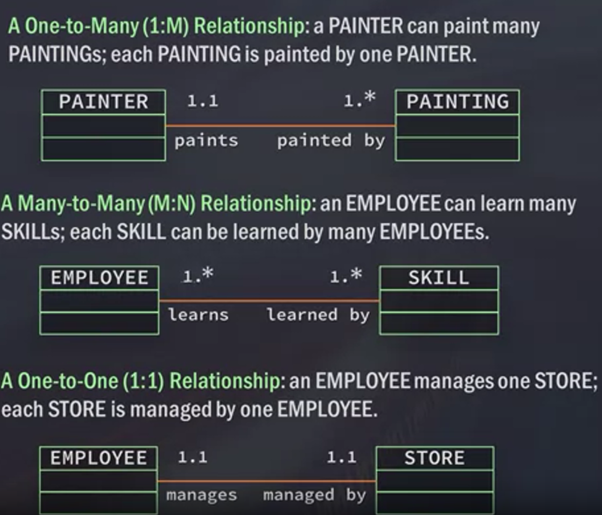 A One-to-Many (1:M) Relationship: a PAINTER can paint many
PAINTINGs; each PAINTING is painted by one PAINTER.
PAINTER 1.1 1.* PAINTING
paints painted by
A Many-to-Many (M:N) Relationship: an EMPLOYEE can learn many
SKILLs; each SKILL can be learned by many EMPLOYEEs.
EMPLOYEE 1.* 1.* SKILL
learns learned by
A One-to-One (1:1) Relationship: an EMPLOYEE manages one STORE;
each STORE is managed by one EMPLOYEE.
EMPLOYEE 1.1 1.1 STORE
manages managed by